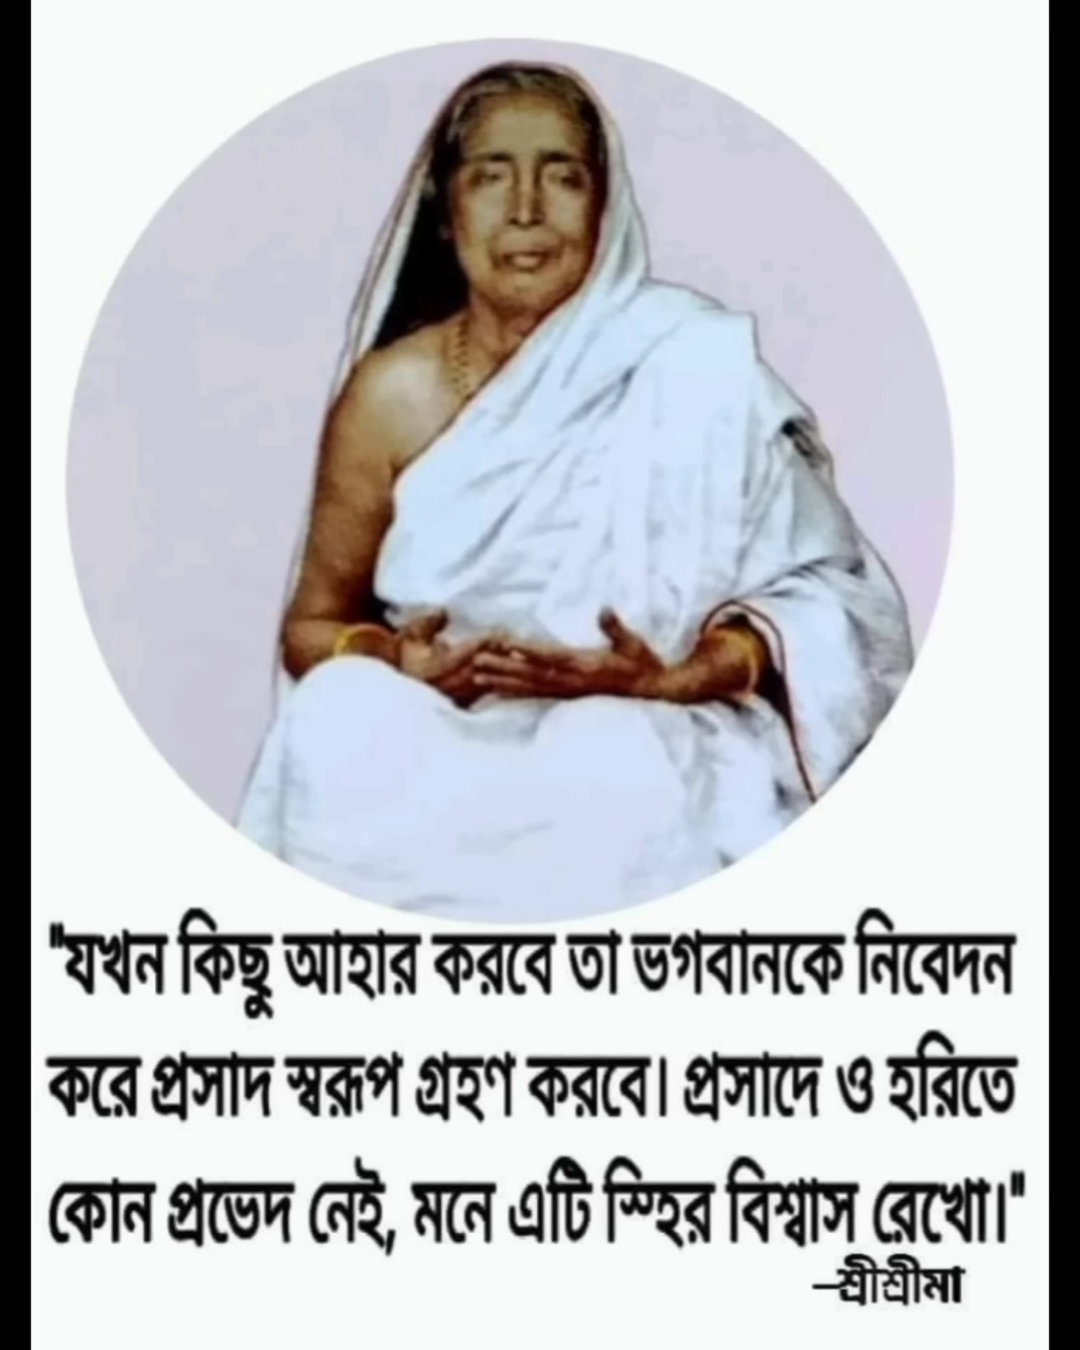 "যখন কিছু আহার করবে তা ভগবানকে নিবেদন
করে প্রসাদ স্বরূপ গ্রহণ করবে। প্রসাদে ও হরিতে
কোন প্রভেদ নেই, মনে এটি স্হির বিশ্বাস রেখো।"
–শ্রীশ্রীমা